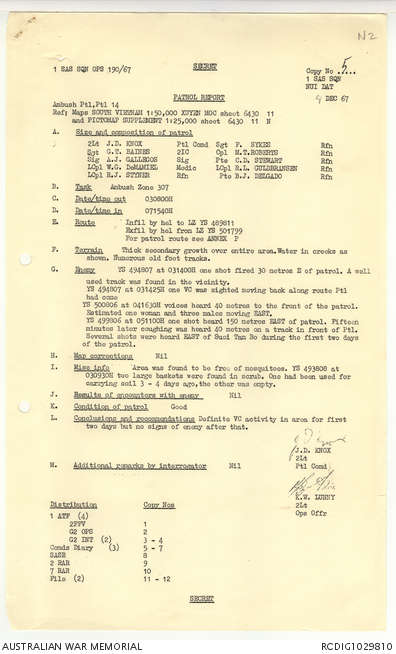 N2
SECRET
1 SAS SQN OPS 190/67
Copy No 5...
1 SAS SQN
NUI DAT
9 DEC 67
PATROL REPORT
Ambush Ptl,Ptl 14
Ref; Maps SOUTH VIETNAM 1:50,000 XUYEN MOC sheet 6430 11
and PICTOMAP SUPPLEMENT 1:25,000 sheet 6430 11 N
A. Size and composition of patrol
2Lt J.D. KNOX Ptl Comd Sgt F. SYKES Rfn
Sgt G.T. BAINES 2IC Cpl M.T.ROBERTS Rfn
Sig A.J. GALLEGOS Sig Pte C.D. STEWART Rfn
LCpl W.G. DeMAMIEL Medic LCpl R.L. GULDBRANSEN Rfn
LCpl R.J. STYNER Rfn Pte B.J. DELGADO Rfn
B. Task Ambush Zone 307
C. Date/time out 030800H
D. Date/time in 071540H
E. Route Infil by hel to LZ YS 489811
Exfil by hel from LZ YS 501799
For patrol route see ANNEX P
F. Terrain Thick secondary growth over entire area.Water in creeks as
shown. Numerous old foot tracks.
G. Enemy YS 494807 at 031400H one shot fired 30 metres E of patrol. A well
used track was found in the vicinity.
YS 494807 at 031425H one VC was sighted moving back along route Ptl
had come
YS 500806 at 041630H voices heard 40 metres to the front of the patrol.
Estimated one woman and three males moving EAST.
YS 499806 at 051100H one shot heard 150 metres EAST of patrol. Fifteen
minutes later coughing was heard 40 metres on a track in front of Ptl.
Several shots were heard EAST of Suoi Tan Bo during the first two days
of the patrol.
H. Map corrections Nil
I. Misc info Area was found to be free of mosquitoes. YS 493808 at
030930H two large baskets were found in scrub. One had been used for
carrying soil 3 - 4 days ago,the other was empty.
J. Results of encounters with enemy Nil
K. Condition of patrol Good
L. Conclusions and recommendations Definite VC activity in area for first
two days but no signs of enemy after that.
J.D. KNOX
2Lt
M. Additional remarks by interrogator Nil Ptl Comd
K.W. LUNNY
2Lt
Ops Offr
Distribution Copy Nos
1 ATF (4)
2FFV 1
G2 OPS 2
G2 INT (2) 3 - 4
Comds Diary (3) 5 - 7
SASR 8
2 RAR 9
7 RAR 10
File (2) 11 - 12
SECRET
AUSTRALIAN WAR MEMORIAL RCDIG1029810